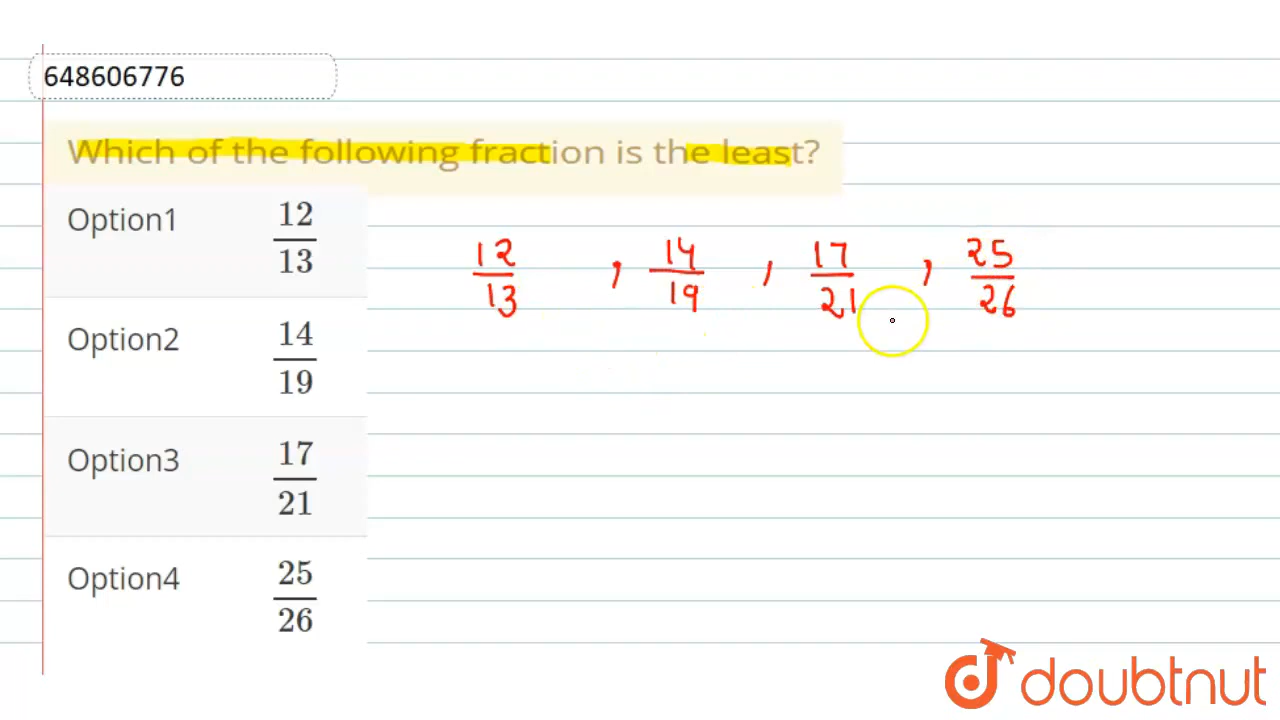 648606776
Which of the following fraction is the least?
Option1 12/13
Option2 14/19
Option3 17/21
Option4 25/26
12/13 , 14/19 , 17/21 , 25/26
doubtnut